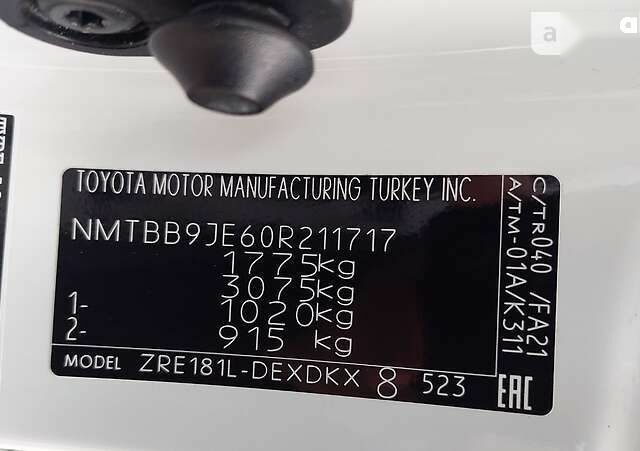 a
TOYOTA MOTOR MANUFACTURING TURKEY INC.
NMTBB9JE60R211717
1775kg
3075kg
1- 1020kg
2- 915 kg
MODEL ZRE181L-DEXDKX 8 523
C/TR040 /FA21
A/TM-01A/K311
EAC